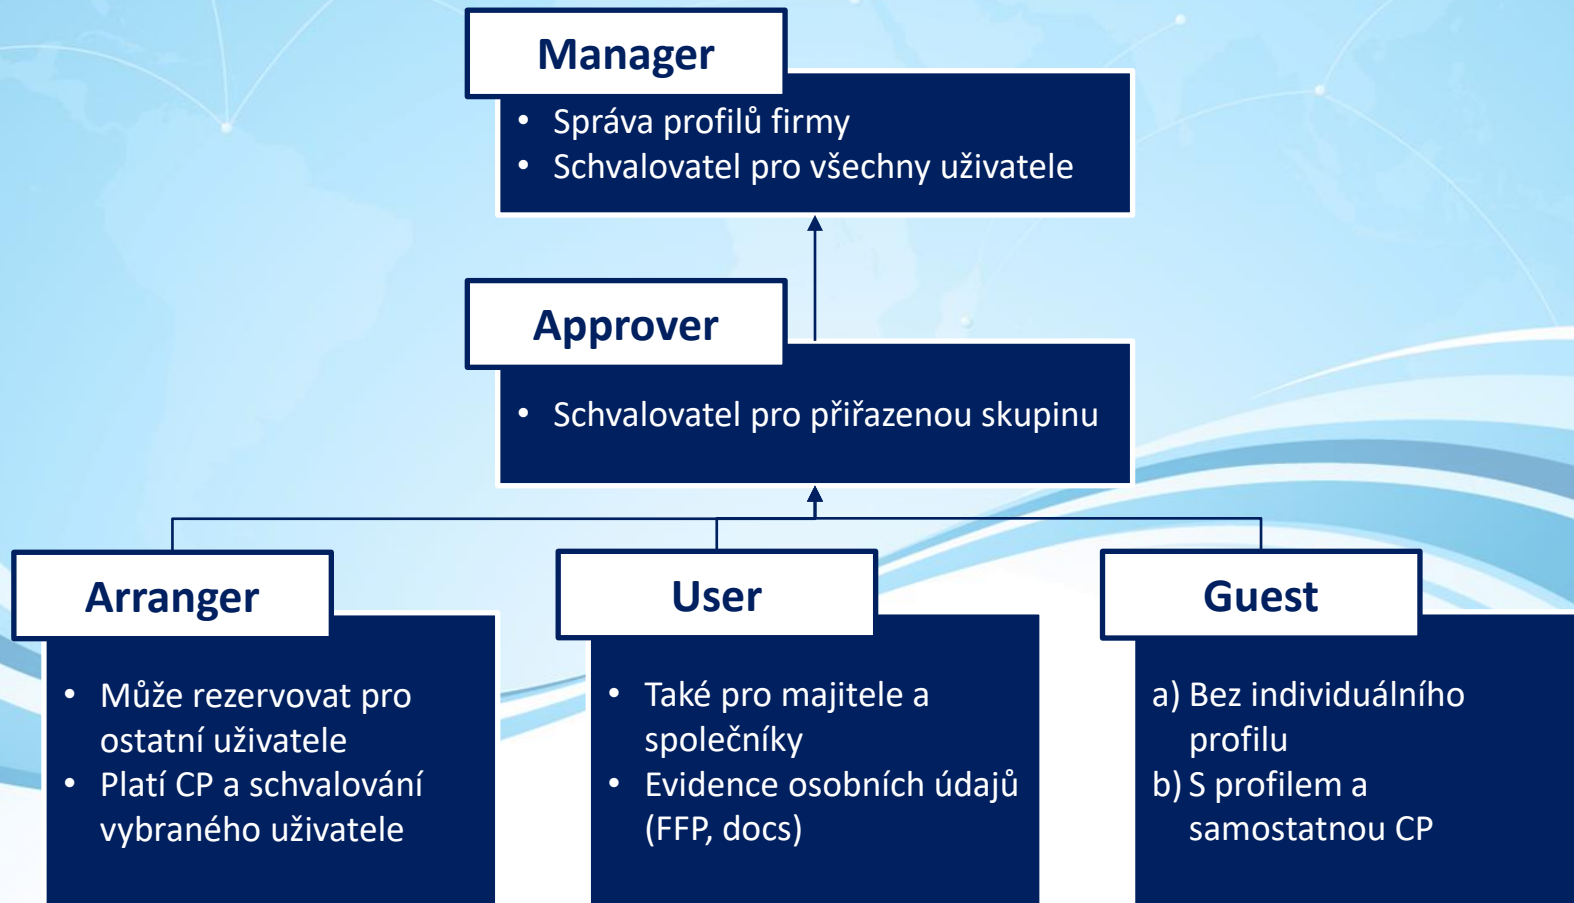 Manager
• Správa profilů firmy
• Schvalovatel pro všechny uživatele
Approver
• Schvalovatel pro přiřazenou skupinu
Arranger
• Může rezervovat pro
ostatní uživatele
• Platí CP a schvalování
vybraného uživatele
User
• Také pro majitele a
společníky
• Evidence osobních údajů
(FFP, docs)
Guest
a) Bez individuálního
profilu
b) S profilem a
samostatnou CP